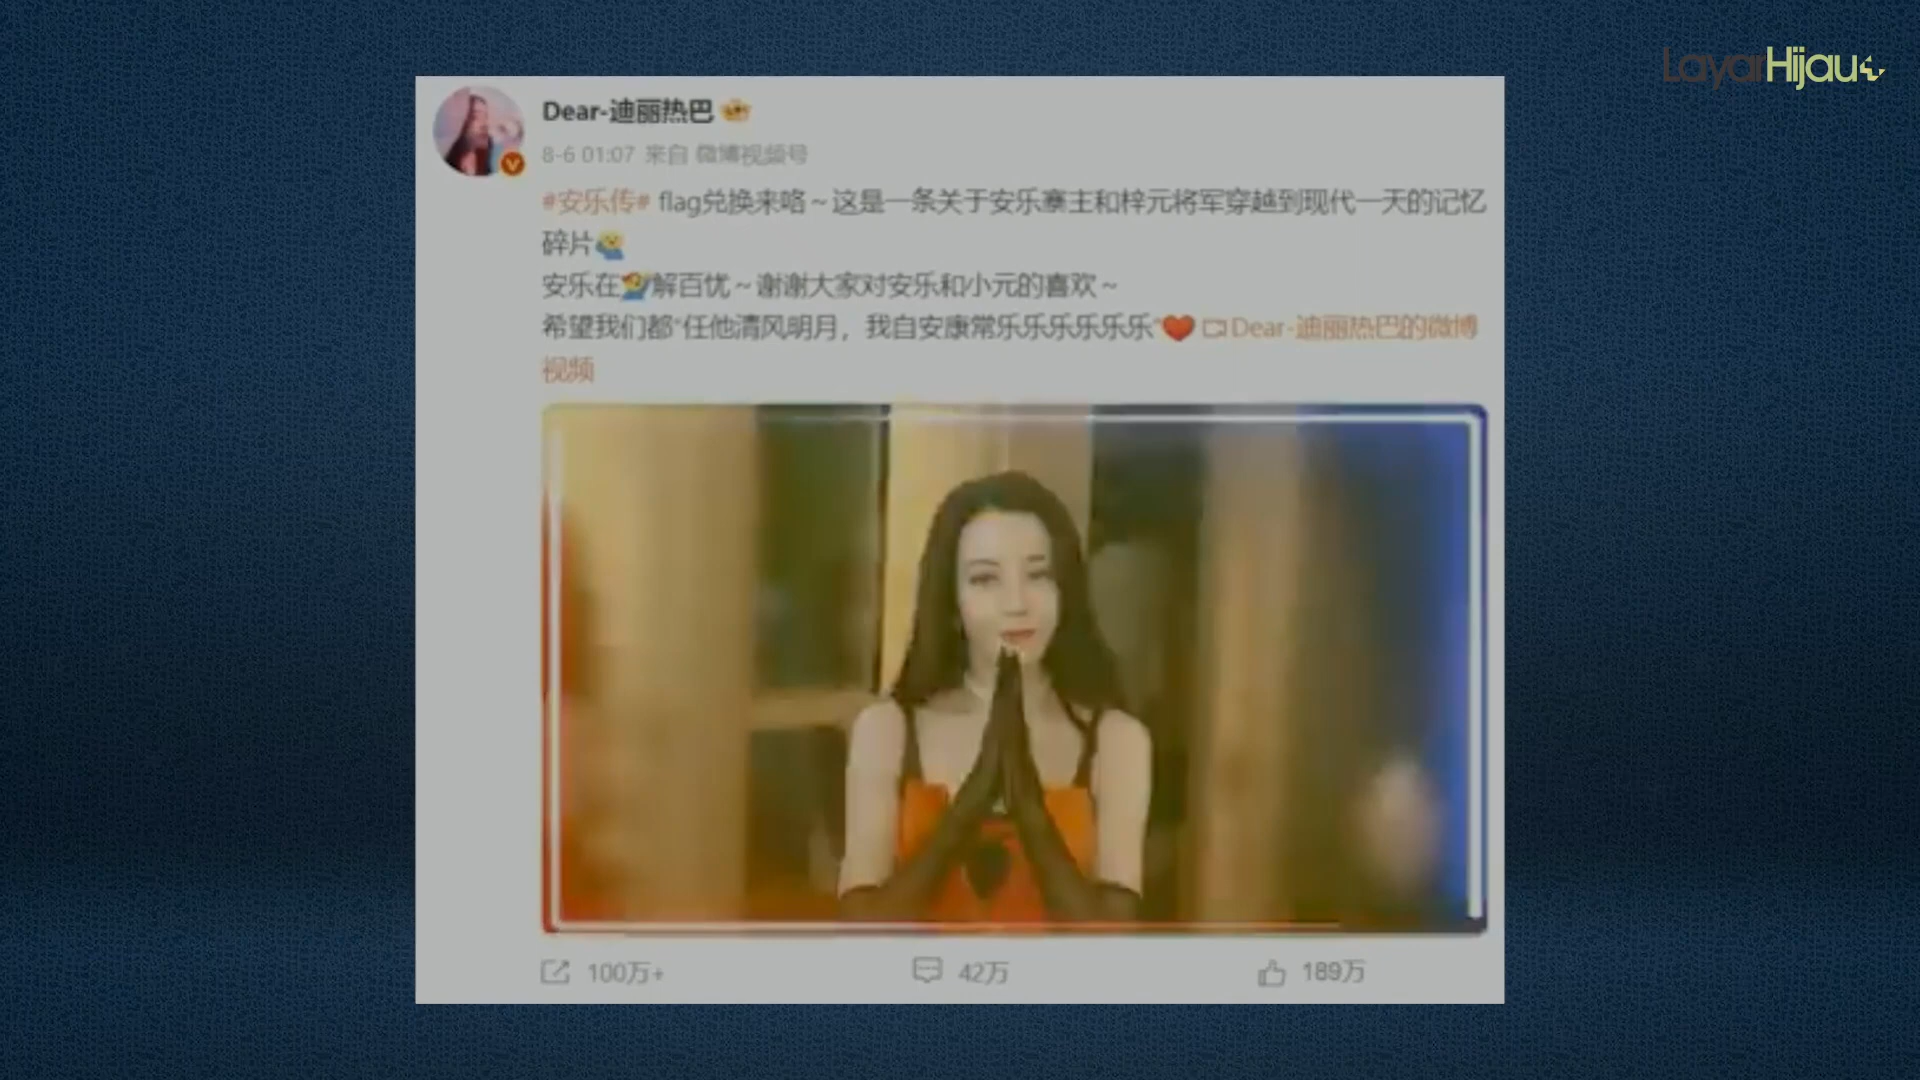 LayarHijau
Dear-迪丽热巴
8-6 01:07 来自 微博视频号
#安乐传# flag兑换来咯～这是一条关于安乐寨主和梓元将军穿越到现代一天的记忆
碎片
安乐在 解百忧～谢谢大家对安乐和小元的喜欢～
希望我们都“任他清风明月，我自安康常乐乐乐乐乐乐” Dear-迪丽热巴的微博
视频
100万+
42万
189万